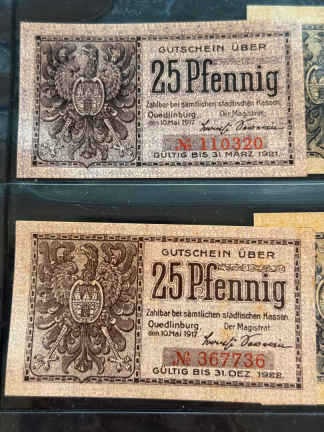 GUTSCHEIN ÜBER
25 Pfennig
Zahlbar bei sämtlichen städtischen Kassen.
Quedlinburg, Der Magistrat
den 10. Mai 1917.
№ 110320
GÜLTIG BIS 31. MÄRZ 1921.
GUTSCHEIN ÜBER
25 Pfennig
Zahlbar bei sämtlichen städtischen Kassen.
Quedlinburg, Der Magistrat
den 10. Mai 1917.
№ 367736
GÜLTIG BIS 31. DEZ. 1922.